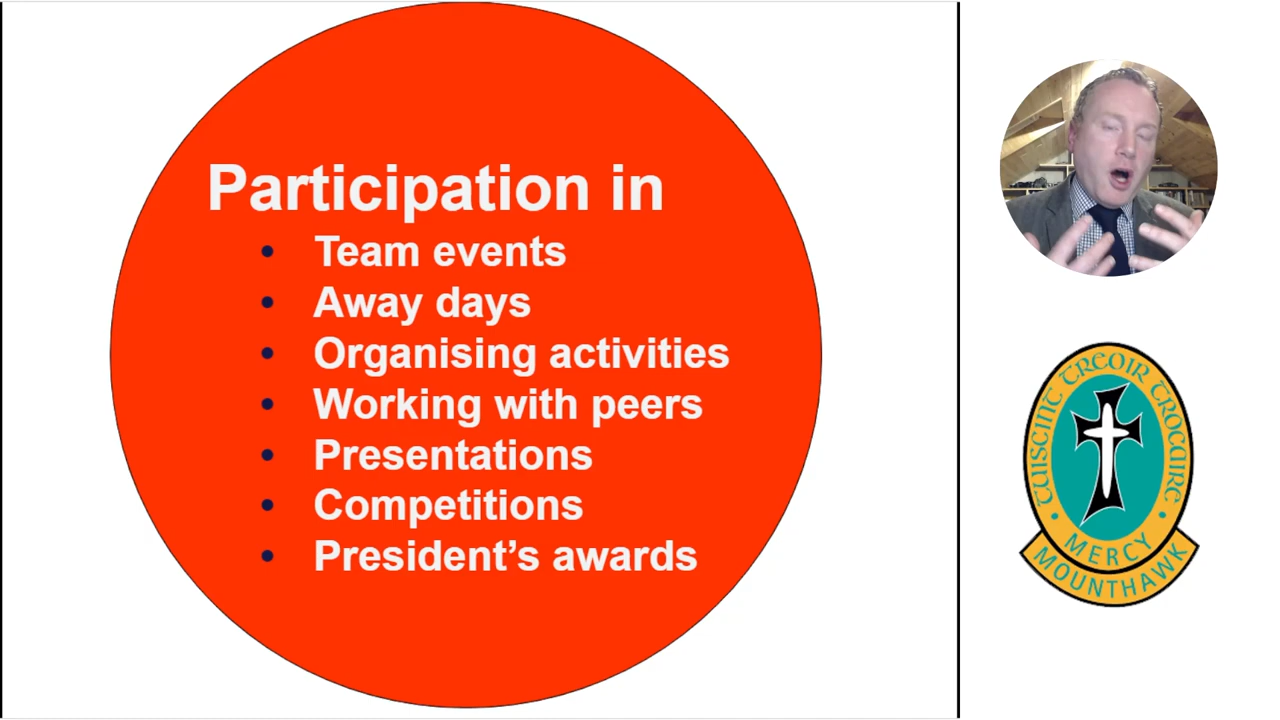 Participation in
• Team events
• Away days
• Organising activities
• Working with peers
• Presentations
• Competitions
• President’s awards
TUISCINT TREOIR TROCAIRE
MERCY
MOUNTHAWK